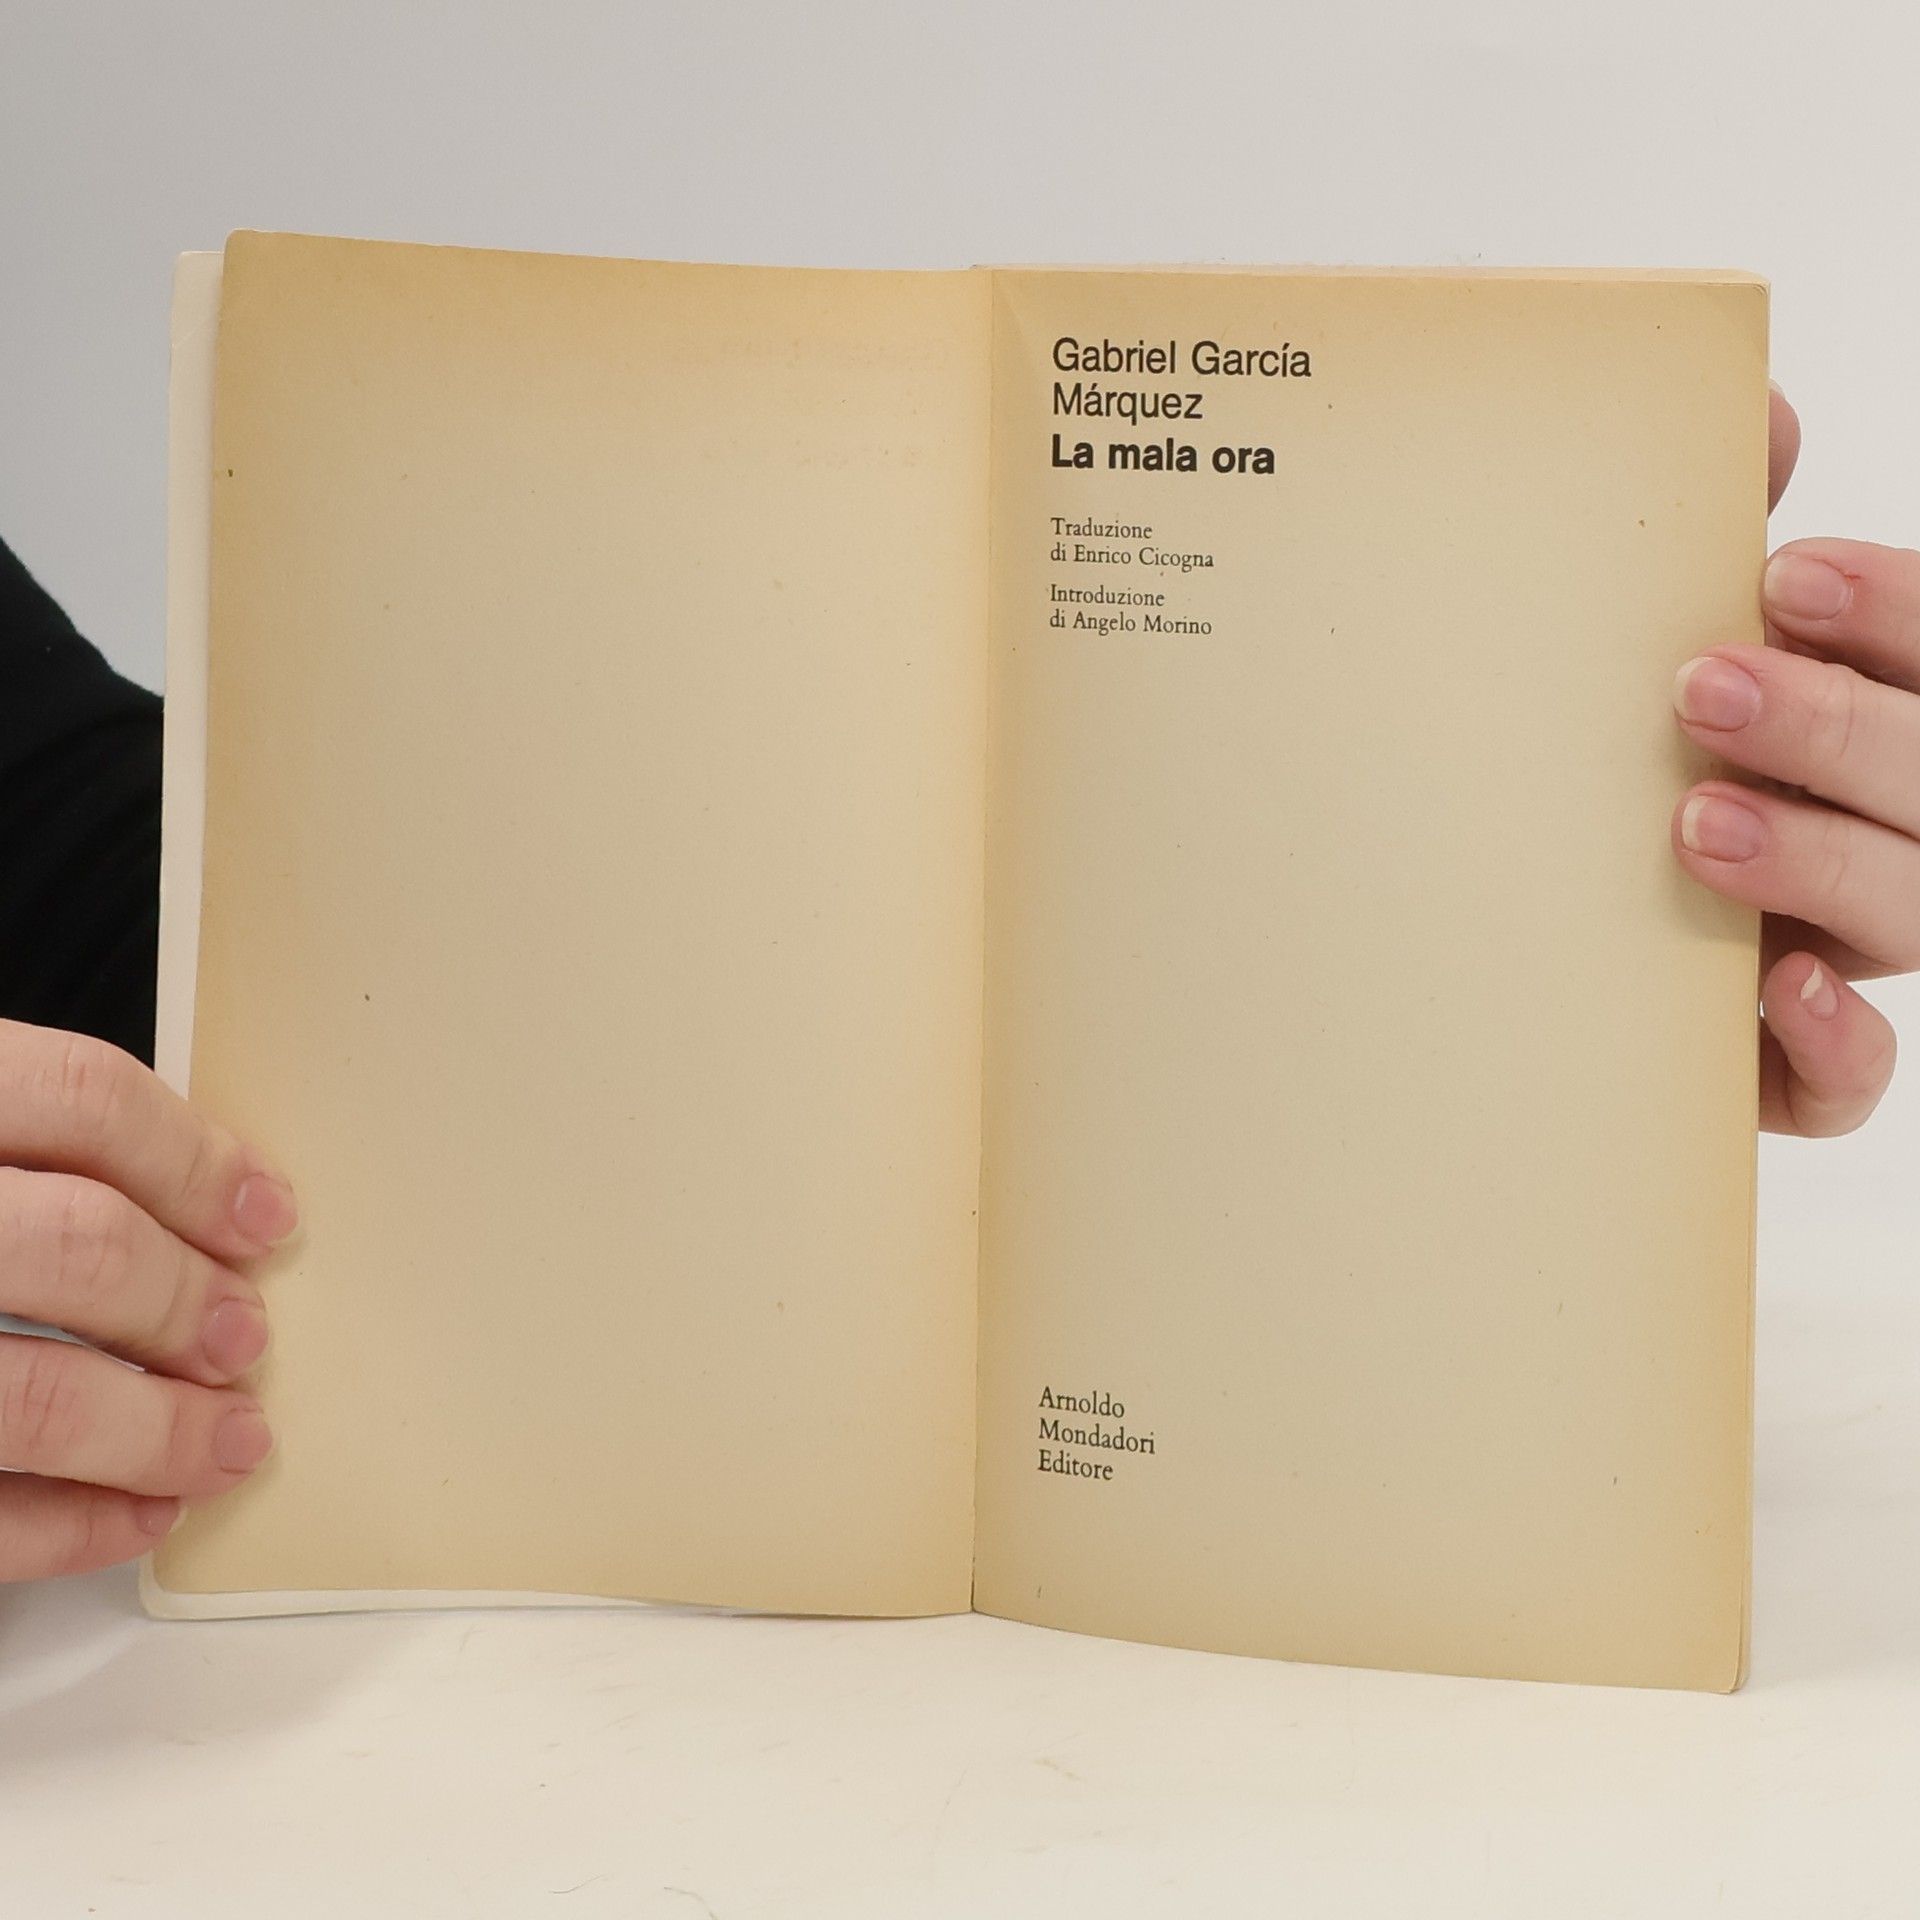 Gabriel García
Márquez
La mala ora
Traduzione
di Enrico Cicogna
Introduzione
di Angelo Morino
Arnoldo
Mondadori
Editore